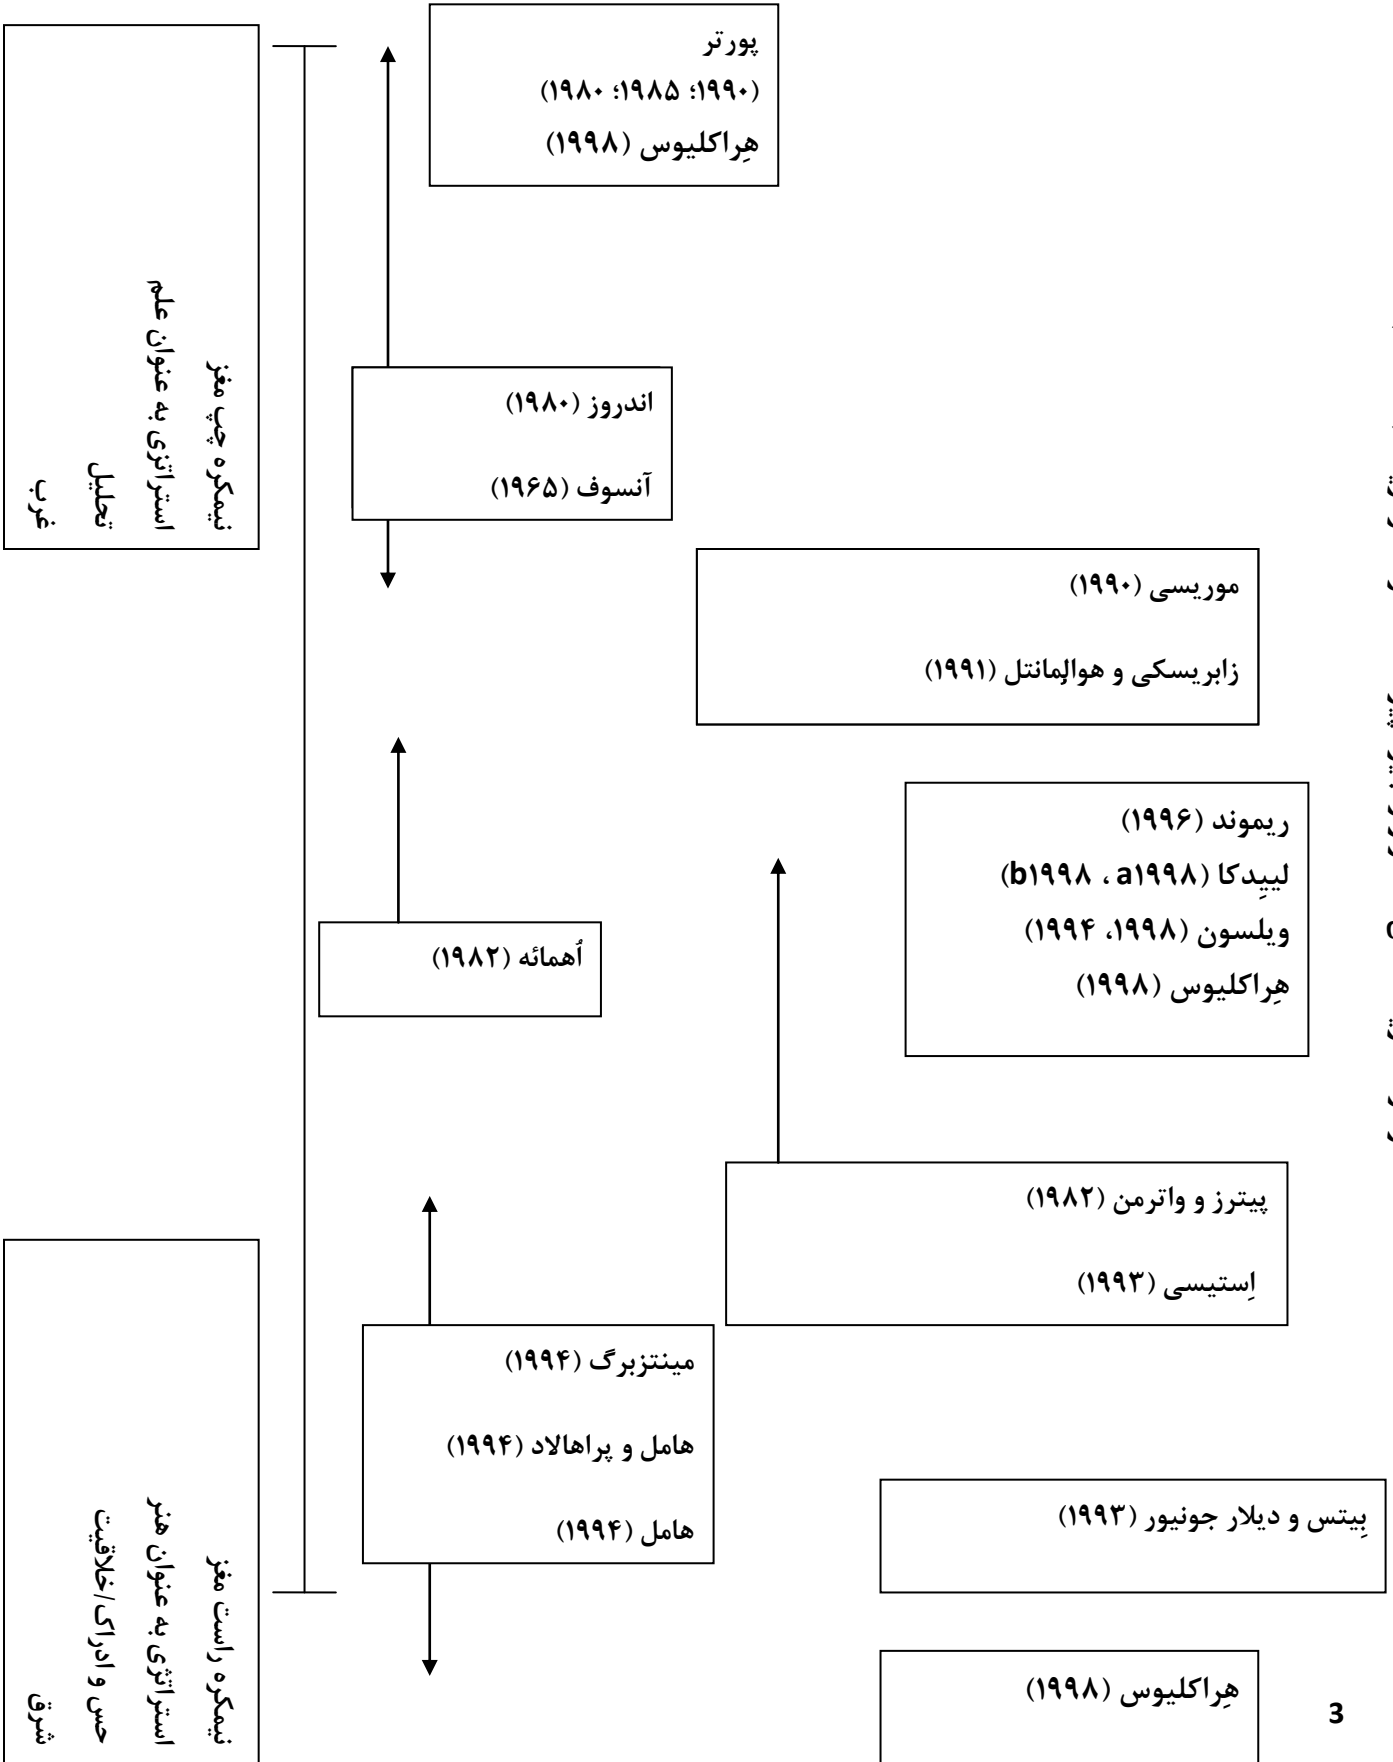 پورتر
(۱۹۸۰ ؛۱۹۸۵ ؛۱۹۹۰)
هِراکلیوس (۱۹۹۸)
نیمکره چپ مغز
استراتژی به عنوان علم
تحلیل
غرب
اندروز (۱۹۸۰)
آنسوف (۱۹۶۵)
موریسی (۱۹۹۰)
زابریسکی و هوالِمانتل (۱۹۹۱)
ریموند (۱۹۹۶)
لییِدکا (b۱۹۹۸ ، a۱۹۹۸)
ویلسون (۱۹۹۸، ۱۹۹۴)
هِراکلیوس (۱۹۹۸)
اُهمائه (۱۹۸۲)
پیترز و واترمن (۱۹۸۲)
اِستیسی (۱۹۹۳)
مینتزبرگ (۱۹۹۴)
هامل و پراهالاد (۱۹۹۴)
هامل (۱۹۹۴)
بِیتس و دیلار جونیور (۱۹۹۳)
نیمکره راست مغز
استراتژی به عنوان هنر
حس و ادراک/خلاقیت
شرق
هِراکلیوس (۱۹۹۸)
3